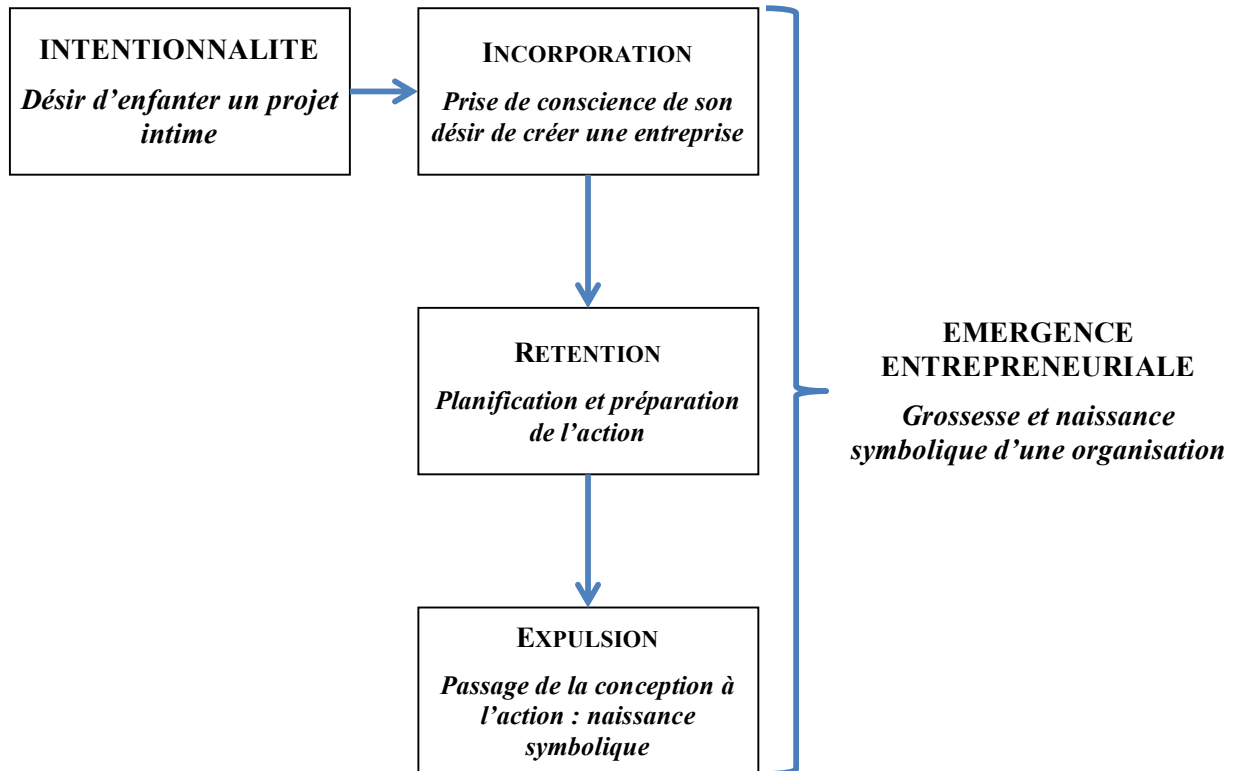 INTENTIONNALITE
Désir d’enfanter un projet
intime
INCORPORATION
Prise de conscience de son
désir de créer une entreprise
RETENTION
Planification et préparation
de l’action
EXPULSION
Passage de la conception à
l’action : naissance
symbolique
EMERGENCE
ENTREPRENEURIALE
Grossesse et naissance
symbolique d’une organisation